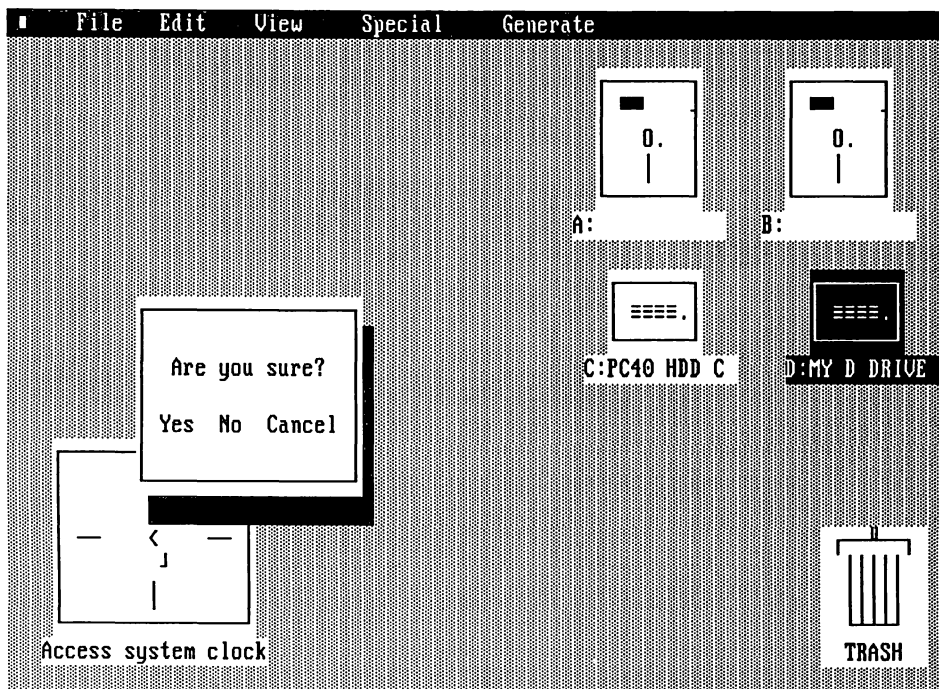 File Edit View Special Generate
A: B:
C:PC40 HDD C D:MY D DRIVE
Are you sure?
Yes No Cancel
Access system clock
TRASH